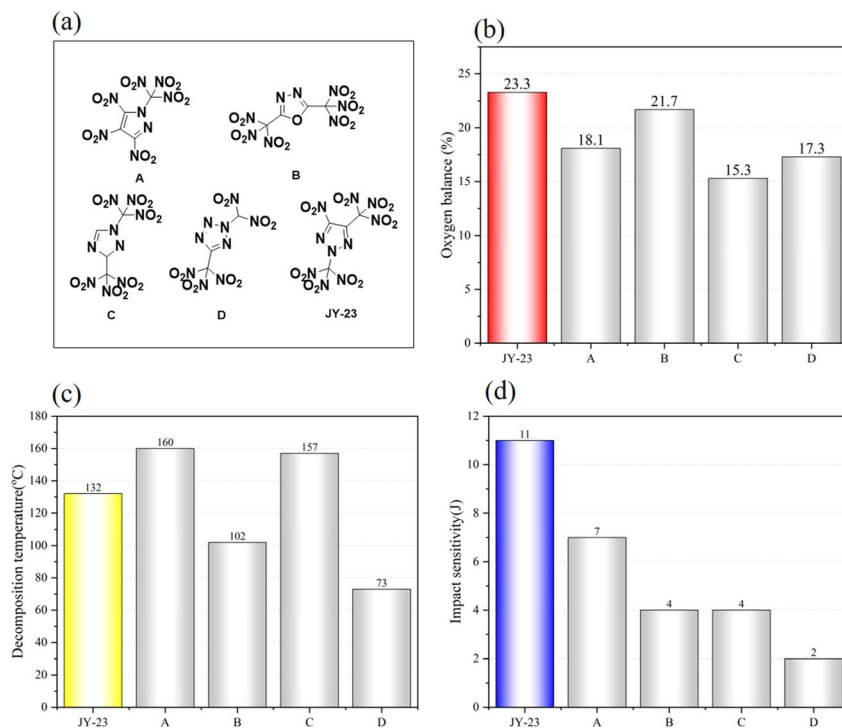 (a)
NO₂
O₂N NO₂
O₂N N NO₂
N
O₂N NO₂
A
N N
O₂N NO₂
O₂N O NO₂
O₂N NO₂
B
NO₂
O₂N NO₂
N
N N
O₂N NO₂
NO₂
C
O₂N
N N NO₂
N N
O₂N NO₂
NO₂
D
O₂N NO₂
O₂N NO₂
N N
N
O₂N NO₂
NO₂
JY-23
(b)
Oxygen balance (%)
25
20
15
10
5
0
23.3
18.1
21.7
15.3
17.3
JY-23 A B C D
(c)
Decomposition temperature(°C)
180
160
140
120
100
80
60
40
20
0
132
160
102
157
73
JY-23 A B C D
(d)
Impact sensitivity(J)
12
10
8
6
4
2
0
11
7
4
4
2
JY-23 A B C D